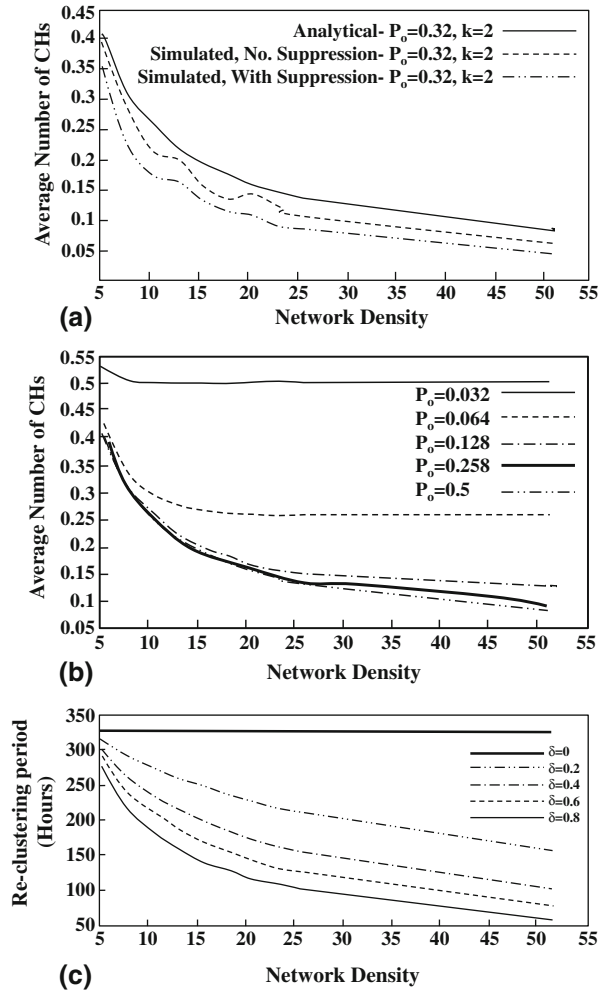 0.45
Analytical- Po=0.32, k=2
0.4
Simulated, No. Suppression- Po=0.32, k=2
0.35
Simulated, With Suppression- Po=0.32, k=2
0.3
0.25
0.2
0.15
0.1
0.05
Average Number of CHs
5 10 15 20 25 30 35 40 45 50 55
(a) Network Density
0.55
0.5
0.45
0.4
0.35
0.3
0.25
0.2
0.15
0.1
0.05
Average Number of CHs
Po=0.032
Po=0.064
Po=0.128
Po=0.258
Po=0.5
5 10 15 20 25 30 35 40 45 50 55
(b) Network Density
350
300
250
200
150
100
50
Re-clustering period
(Hours)
δ=0
δ=0.2
δ=0.4
δ=0.6
δ=0.8
5 10 15 20 25 30 35 40 45 50 55
(c) Network Density